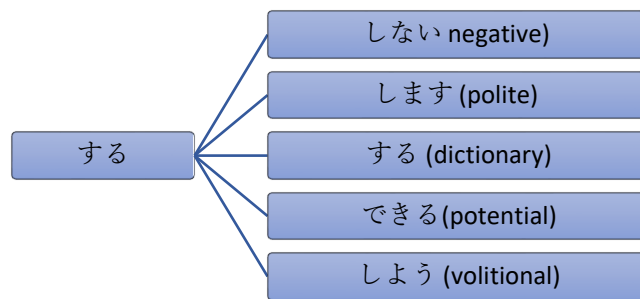 する
しない negative)
します (polite)
する (dictionary)
できる(potential)
しよう (volitional)